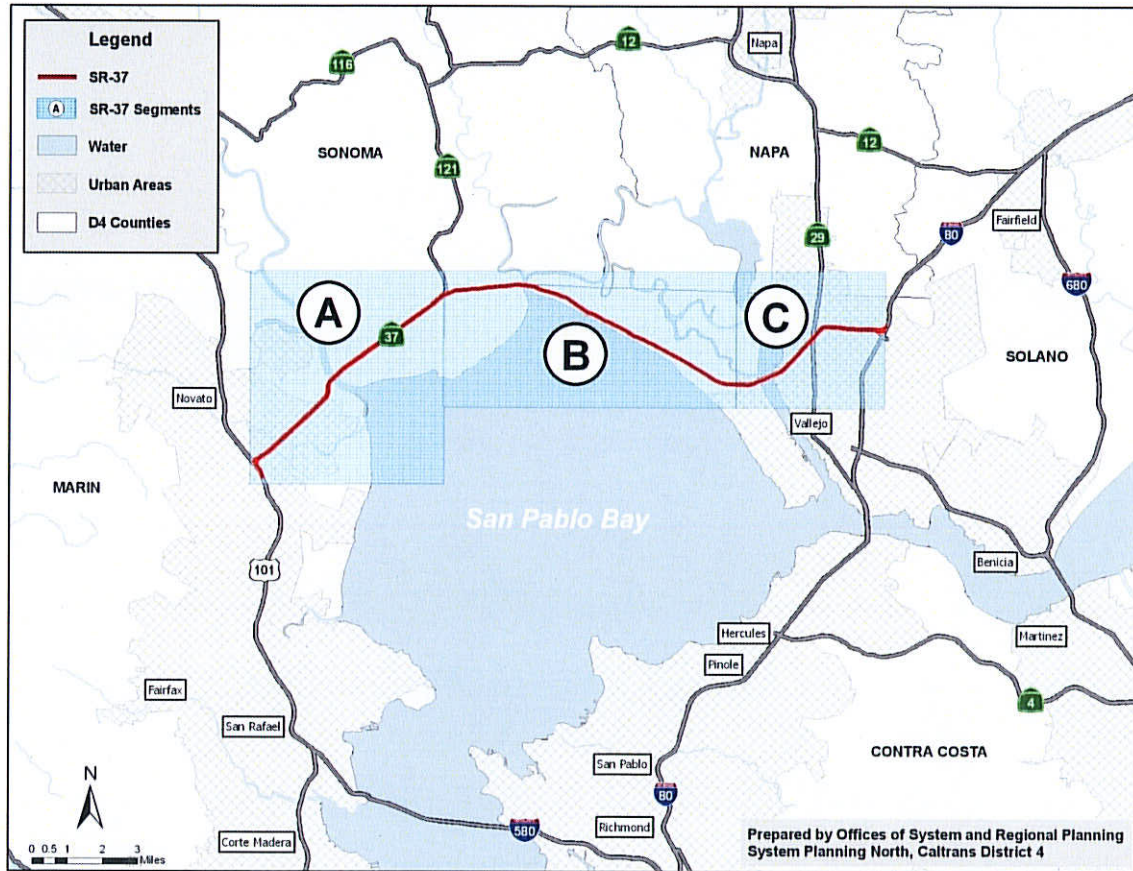 Legend
SR-37
A SR-37 Segments
Water
Urban Areas
D4 Counties
116
12
Napa
SONOMA
121
NAPA
12
29
80
Fairfield
680
A
37
B
C
SOLANO
Novato
Vallejo
MARIN
San Pablo Bay
101
Benicia
Hercules
Martinez
Pinole
Fairfax
4
San Rafael
CONTRA COSTA
San Pablo
N
80
580
Richmond
Corte Madera
0 0.5 1 2 3
Miles
Prepared by Offices of System and Regional Planning
System Planning North, Caltrans District 4